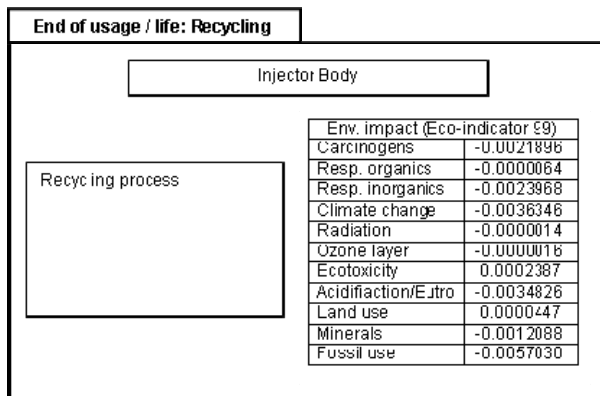 End of usage / life: Recycling
Injector Body
Env. impact (Eco-indicator 99)
Carcinogens -0.0021896
Recycing process
Resp. organics -0.0000064
Resp. inorganics -0.0023968
Climate change -0.0036346
Radiation -0.0000014
Ozone layer -0.0000016
Ecotoxicity 0.0002387
Acidifiaction/Eutro -0.0034826
Land use 0.0000447
Minerals -0.0012088
Fossil use -0.0057030